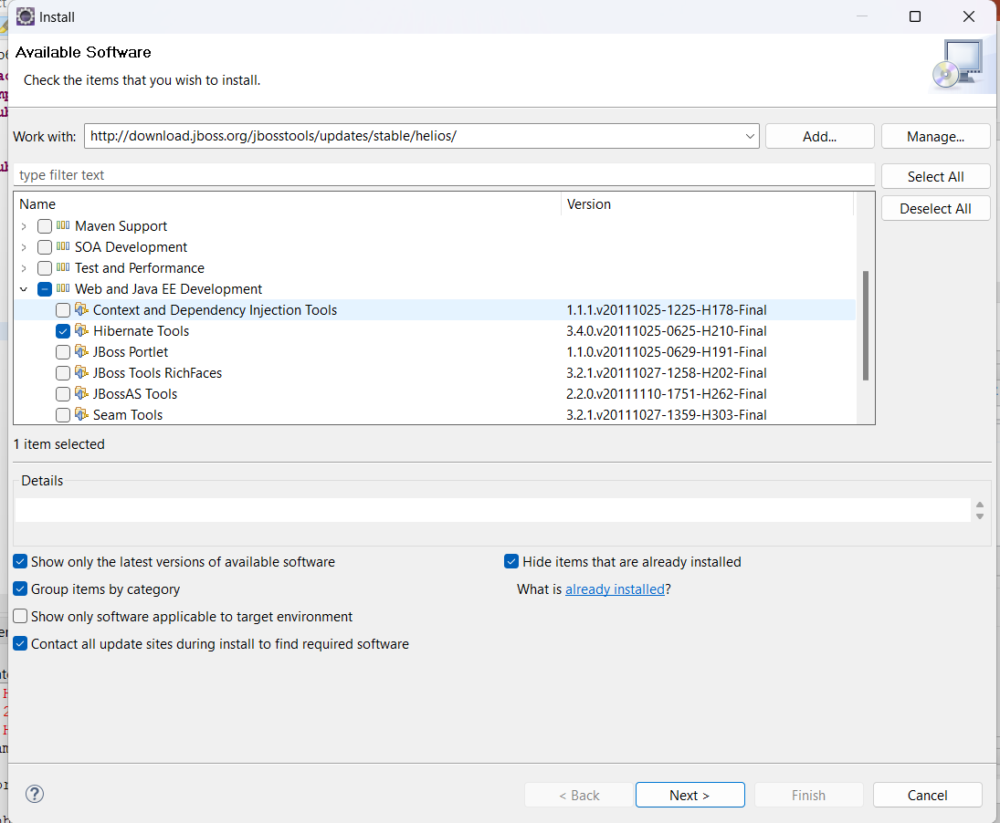 Install
Available Software
Check the items that you wish to install.
Work with: http://download.jboss.org/jbosstools/updates/stable/helios/ Add... Manage...
type filter text Select All
Name Version Deselect All
Maven Support
SOA Development
Test and Performance
Web and Java EE Development
Context and Dependency Injection Tools 1.1.1.v20111025-1225-H178-Final
Hibernate Tools 3.4.0.v20111025-0625-H210-Final
JBoss Portlet 1.1.0.v20111025-0629-H191-Final
JBoss Tools RichFaces 3.2.1.v20111027-1258-H202-Final
JBossAS Tools 2.2.0.v20111110-1751-H262-Final
Seam Tools 3.2.1.v20111027-1359-H303-Final
1 item selected
Details
Show only the latest versions of available software Hide items that are already installed
Group items by category What is already installed?
Show only software applicable to target environment
Contact all update sites during install to find required software
? < Back Next > Finish Cancel